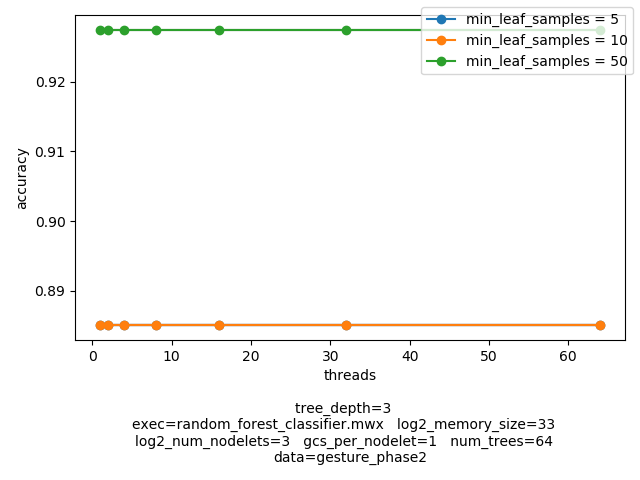 min_leaf_samples = 5
min_leaf_samples = 10
min_leaf_samples = 50
0.92
0.91
0.90
0.89
accuracy
0 10 20 30 40 50 60
threads
tree_depth=3
exec=random_forest_classifier.mwx log2_memory_size=33
log2_num_nodelets=3 gcs_per_nodelet=1 num_trees=64
data=gesture_phase2